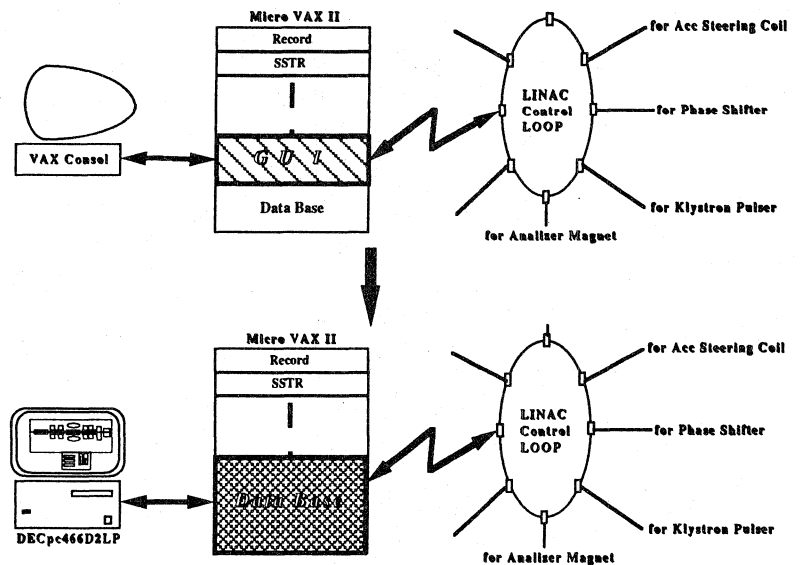 Micro VAX II
Record
SSTR
G U I
Data Base
VAX Consol
LINAC
Control
LOOP
for Acc Steering Coil
for Phase Shifter
for Klystron Pulser
for Analizer Magnet
Micro VAX II
Record
SSTR
Data Base
DECpc466D2LP
LINAC
Control
LOOP
for Acc Steering Coil
for Phase Shifter
for Klystron Pulser
for Analizer Magnet